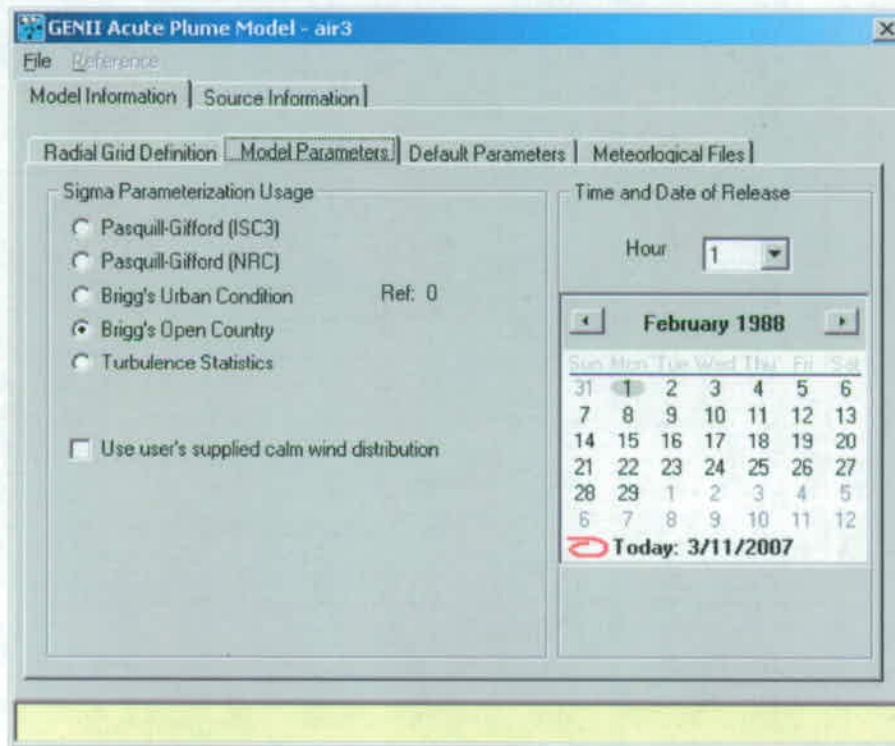 GENII Acute Plume Model - air3
File Reference
Model Information Source Information
Radial Grid Definition Model Parameters Default Parameters Meteorlogical Files
Sigma Parameterization Usage
Pasquill-Gifford (ISC3)
Pasquill-Gifford (NRC)
Brigg's Urban Condition Ref: 0
Brigg's Open Country
Turbulence Statistics
Use user's supplied calm wind distribution
Time and Date of Release
Hour 1
February 1988
Sun Mon Tue Wed Thu Fri Sat
31 1 2 3 4 5 6
7 8 9 10 11 12 13
14 15 16 17 18 19 20
21 22 23 24 25 26 27
28 29 1 2 3 4 5
6 7 8 9 10 11 12
Today: 3/11/2007